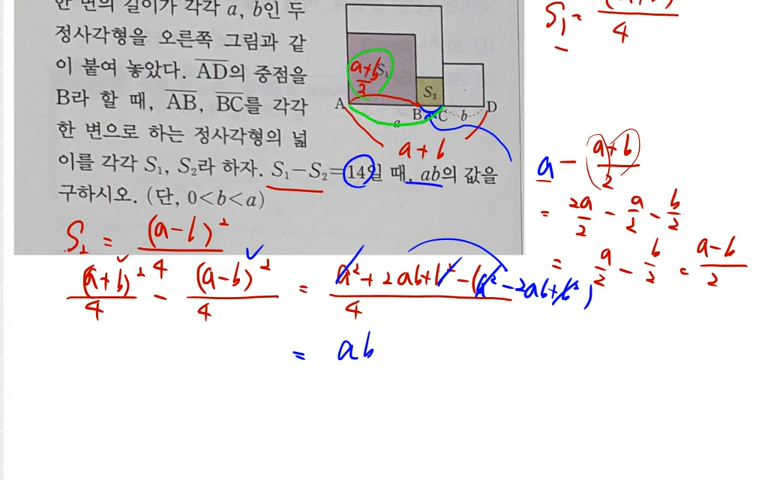 한 변의 길이가 각각 a, b인 두
정사각형을 오른쪽 그림과 같
이 붙여 놓았다. AD의 중점을
B라 할 때, AB, BC를 각각
한 변으로 하는 정사각형의 넓
이를 각각 S₁, S₂라 하자. S₁-S₂=14일 때, ab의 값을
구하시오. (단, 0<b<a)
(a+b)/2 S₁
S₂
A B C D
a b
a+b
S₁ = (a+b) / 4
a - (a+b)/2
= 2a/2 - a/2 - b/2
= a/2 - b/2 = (a-b)/2
S₂ = (a-b)²/4
(a+b)²/4 - (a-b)²/4 = (a²+2ab+b²-(a²-2ab+b²))/4
= ab